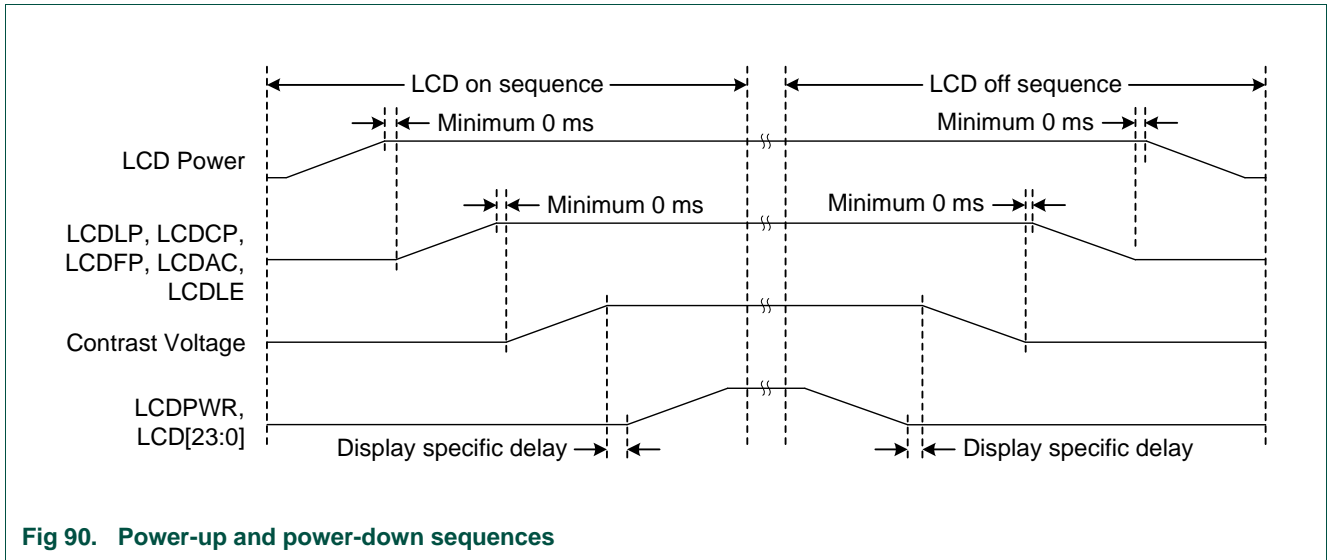 LCD on sequence
LCD off sequence
Minimum 0 ms
Minimum 0 ms
LCD Power
Minimum 0 ms
Minimum 0 ms
LCDLP, LCDCP,
LCDFP, LCDAC,
LCDLE
Contrast Voltage
LCDPWR,
LCD[23:0]
Display specific delay
Display specific delay
Fig 90. Power-up and power-down sequences